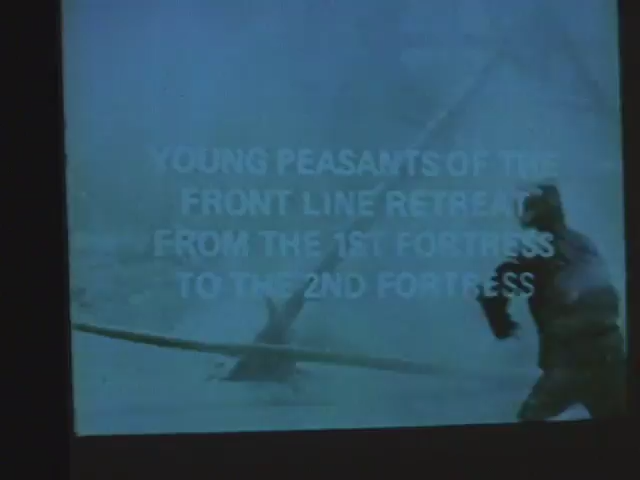 YOUNG PEASANTS OF THE
FRONT LINE RETREAT
FROM THE 1ST FORTRESS
TO THE 2ND FORTRESS